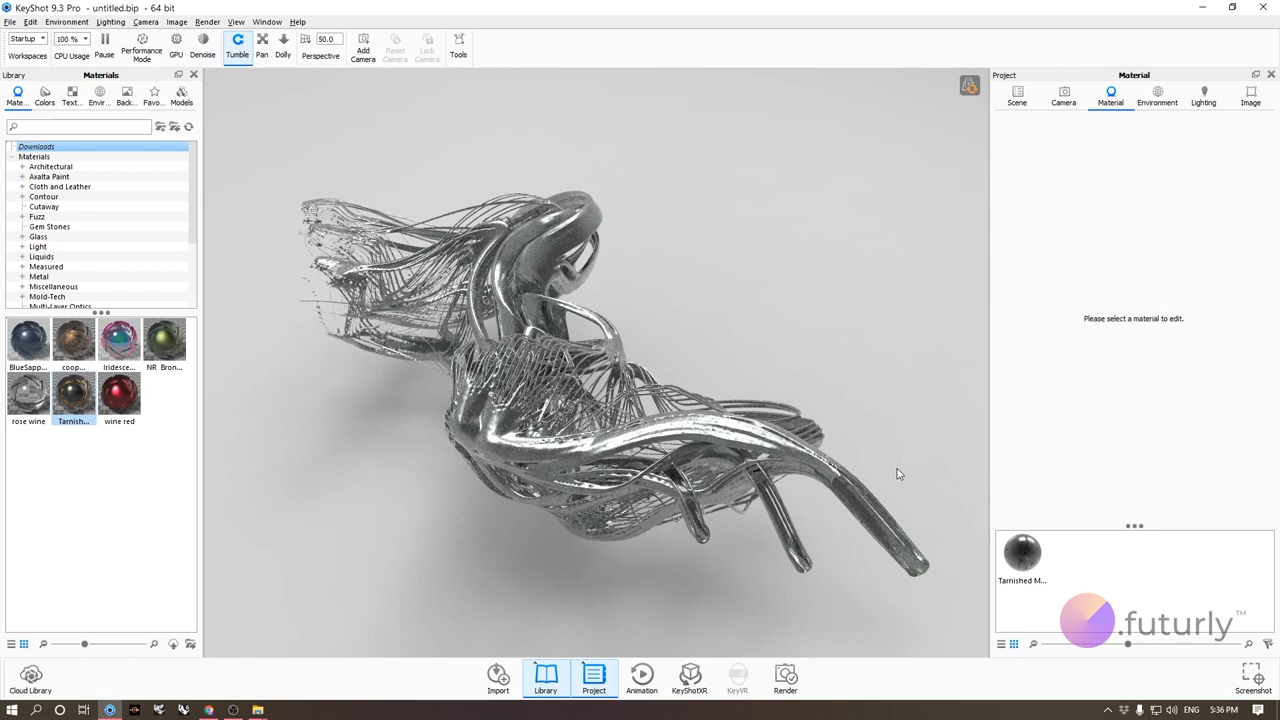 KeyShot 9.3 Pro - untitled.bip - 64 bit
File Edit Environment Lighting Camera Image Render View Window Help
Startup 100 % 50.0
Workspaces CPU Usage Pause Performance Mode GPU Denoise Tumble Pan Dolly Perspective Add Camera Reset Camera Lock Camera Tools
Library Materials
Mate... Colors Text... Envir... Back... Favo... Models
Downloads
Materials
Architectural
Axalta Paint
Cloth and Leather
Contour
Cutaway
Fuzz
Gem Stones
Glass
Light
Liquids
Measured
Metal
Miscellaneous
Mold-Tech
Multi-Layer Optics
BlueSapp... coop... Iridesce... NR_Bron...
rose wine Tarnish... wine red
Project Material
Scene Camera Material Environment Lighting Image
Please select a material to edit.
Tarnished M...
.futurly™
Cloud Library Import Library Project Animation KeyShotXR KeyVR Render Screenshot
ENG 5:36 PM